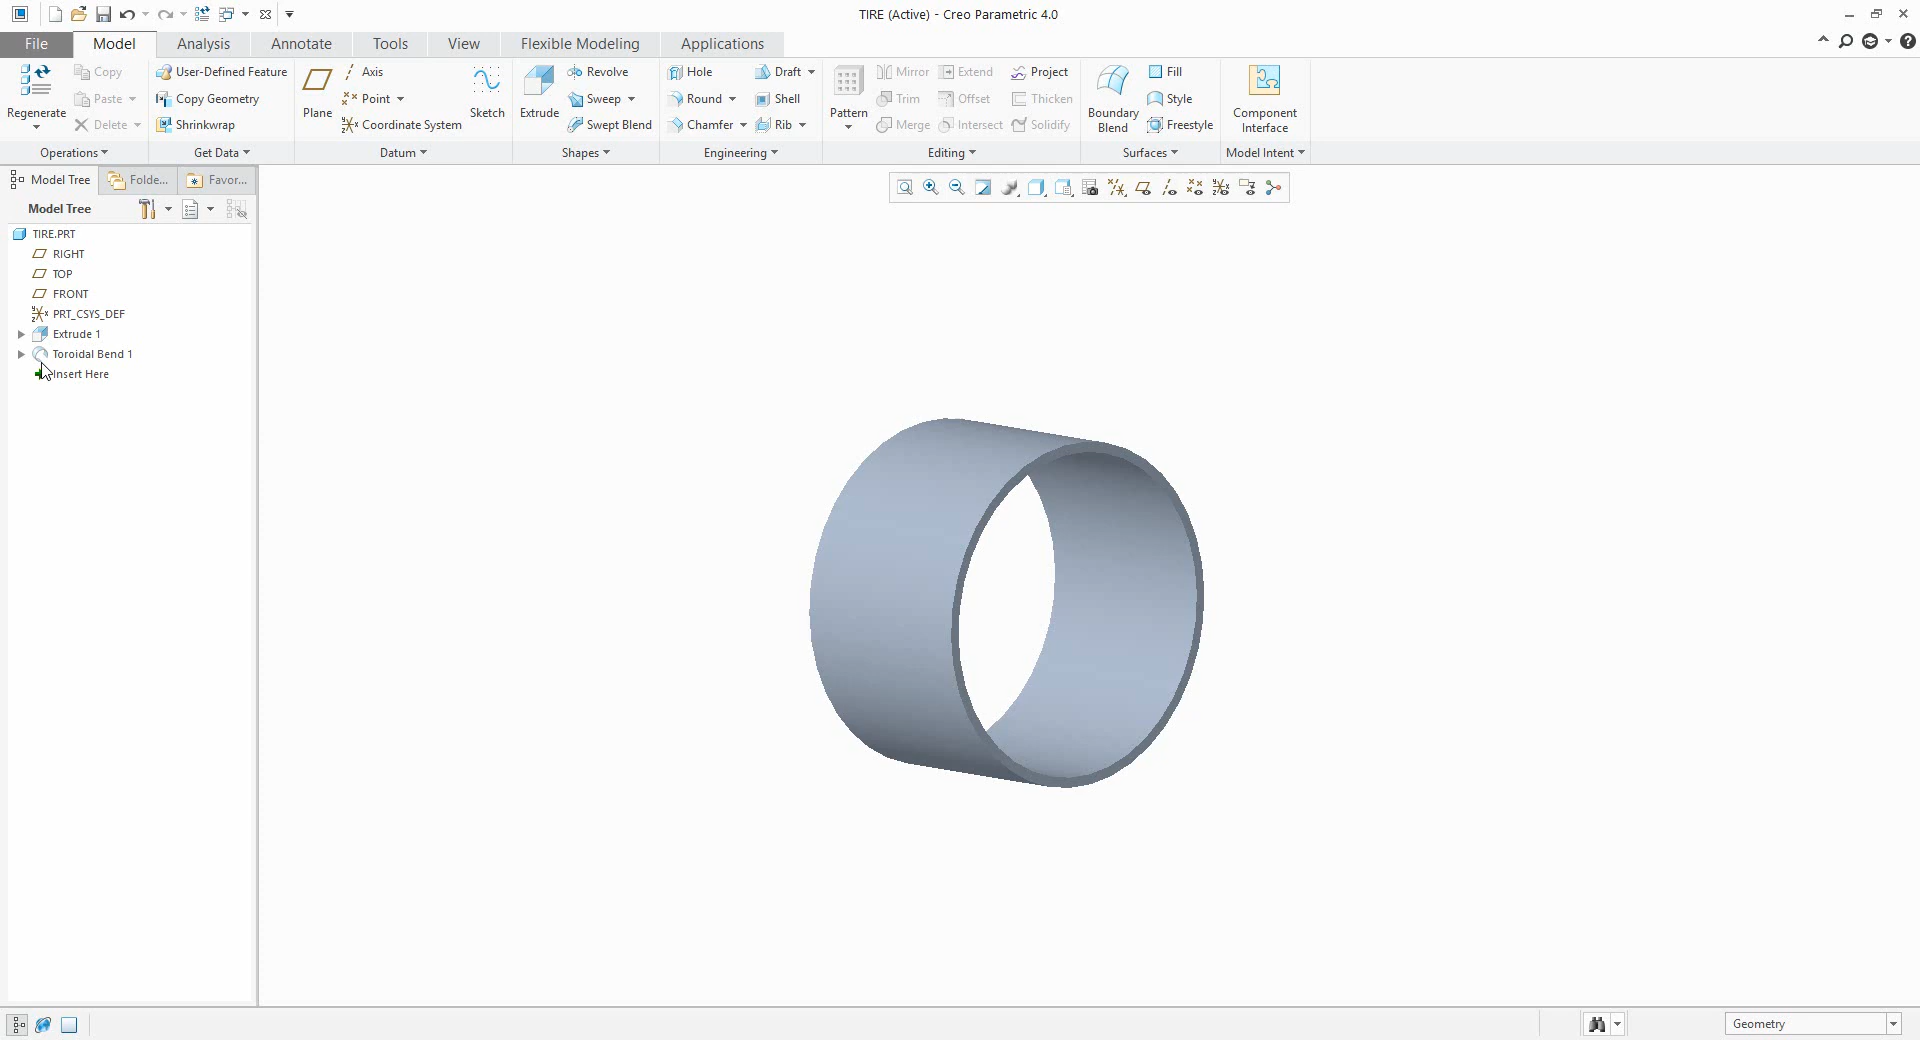 TIRE (Active) - Creo Parametric 4.0
File Model Analysis Annotate Tools View Flexible Modeling Applications
Copy User-Defined Feature Axis Revolve Hole Draft Mirror Extend Project Fill
Paste Copy Geometry Point Sweep Round Shell Trim Offset Thicken Style
Regenerate Plane Sketch Extrude Pattern Boundary Blend Component Interface
Delete Shrinkwrap Coordinate System Swept Blend Chamfer Rib Merge Intersect Solidify Freestyle
Operations Get Data Datum Shapes Engineering Editing Surfaces Model Intent
Model Tree Folde... Favor...
Model Tree
TIRE.PRT
RIGHT
TOP
FRONT
PRT_CSYS_DEF
Extrude 1
Toroidal Bend 1
Insert Here
Geometry